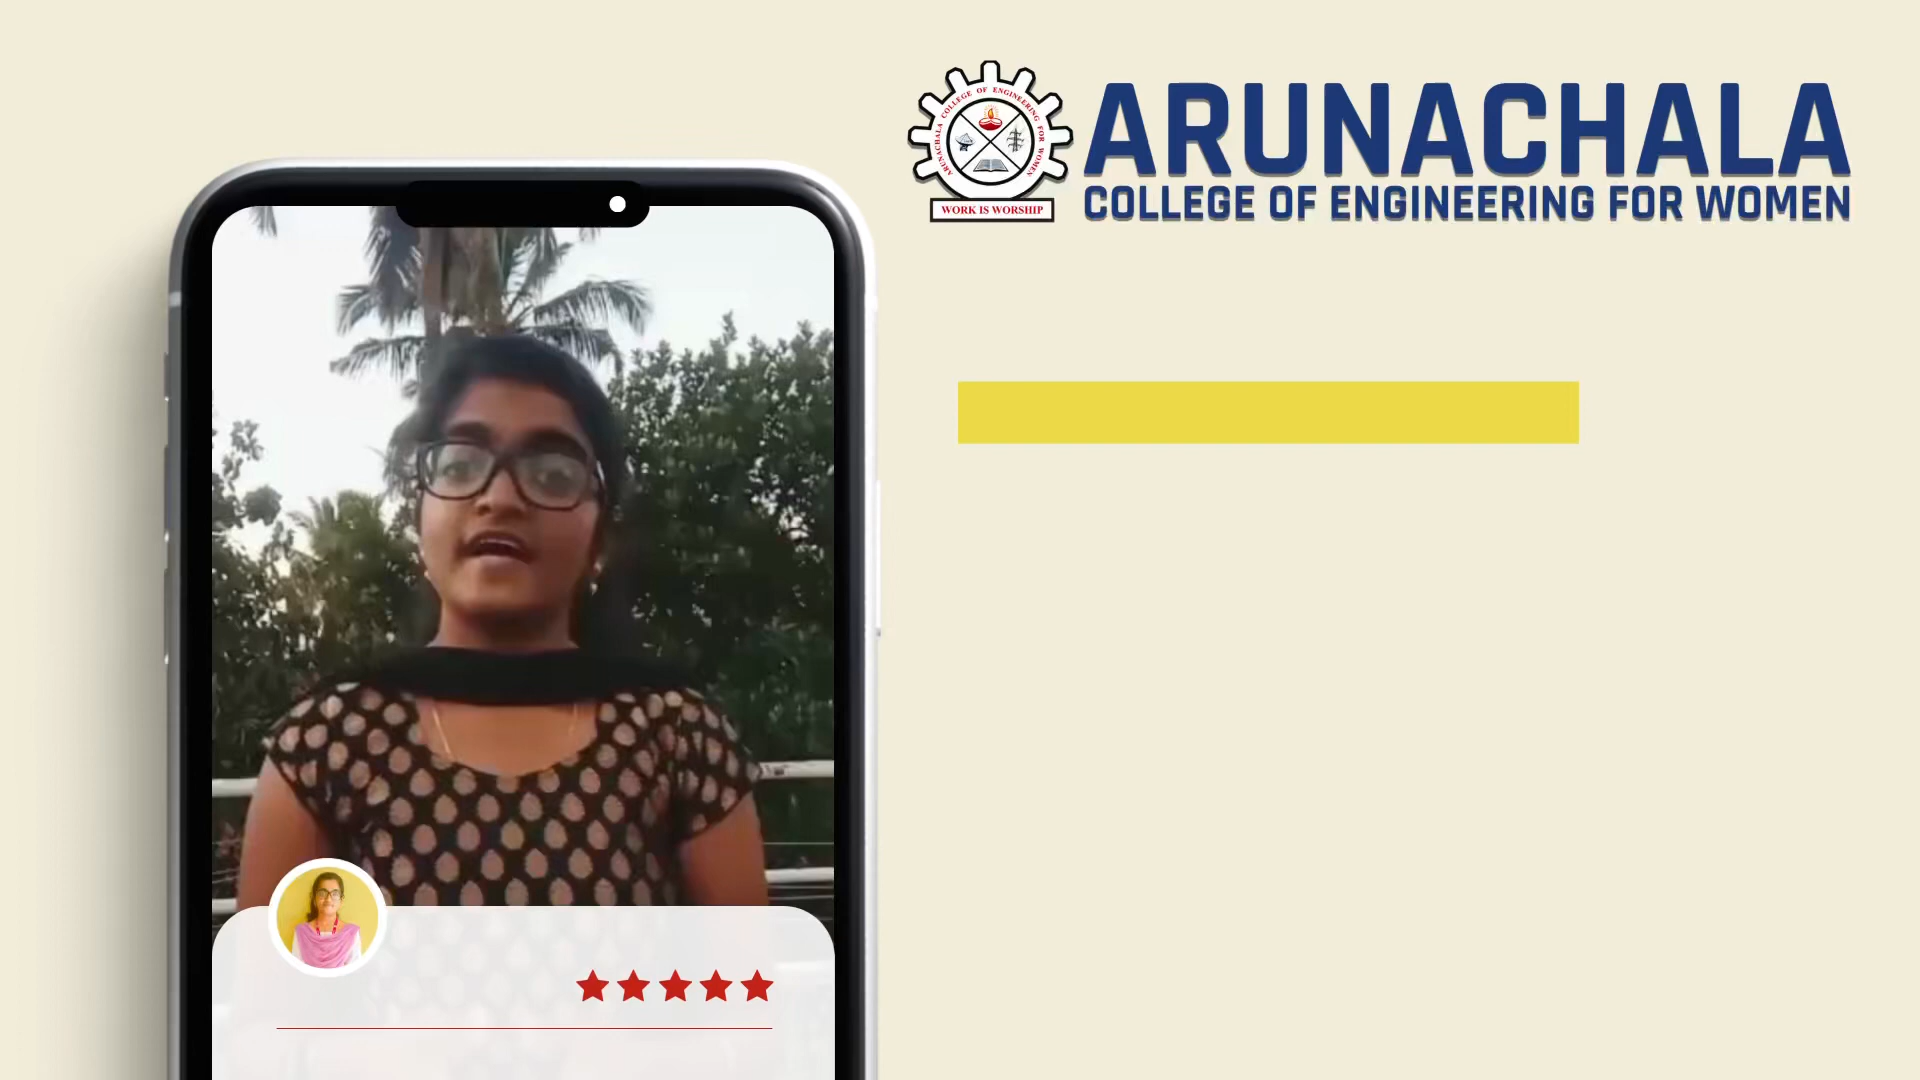 ARUNACHALA COLLEGE OF ENGINEERING FOR WOMEN
WORK IS WORSHIP
ARUNACHALA
COLLEGE OF ENGINEERING FOR WOMEN